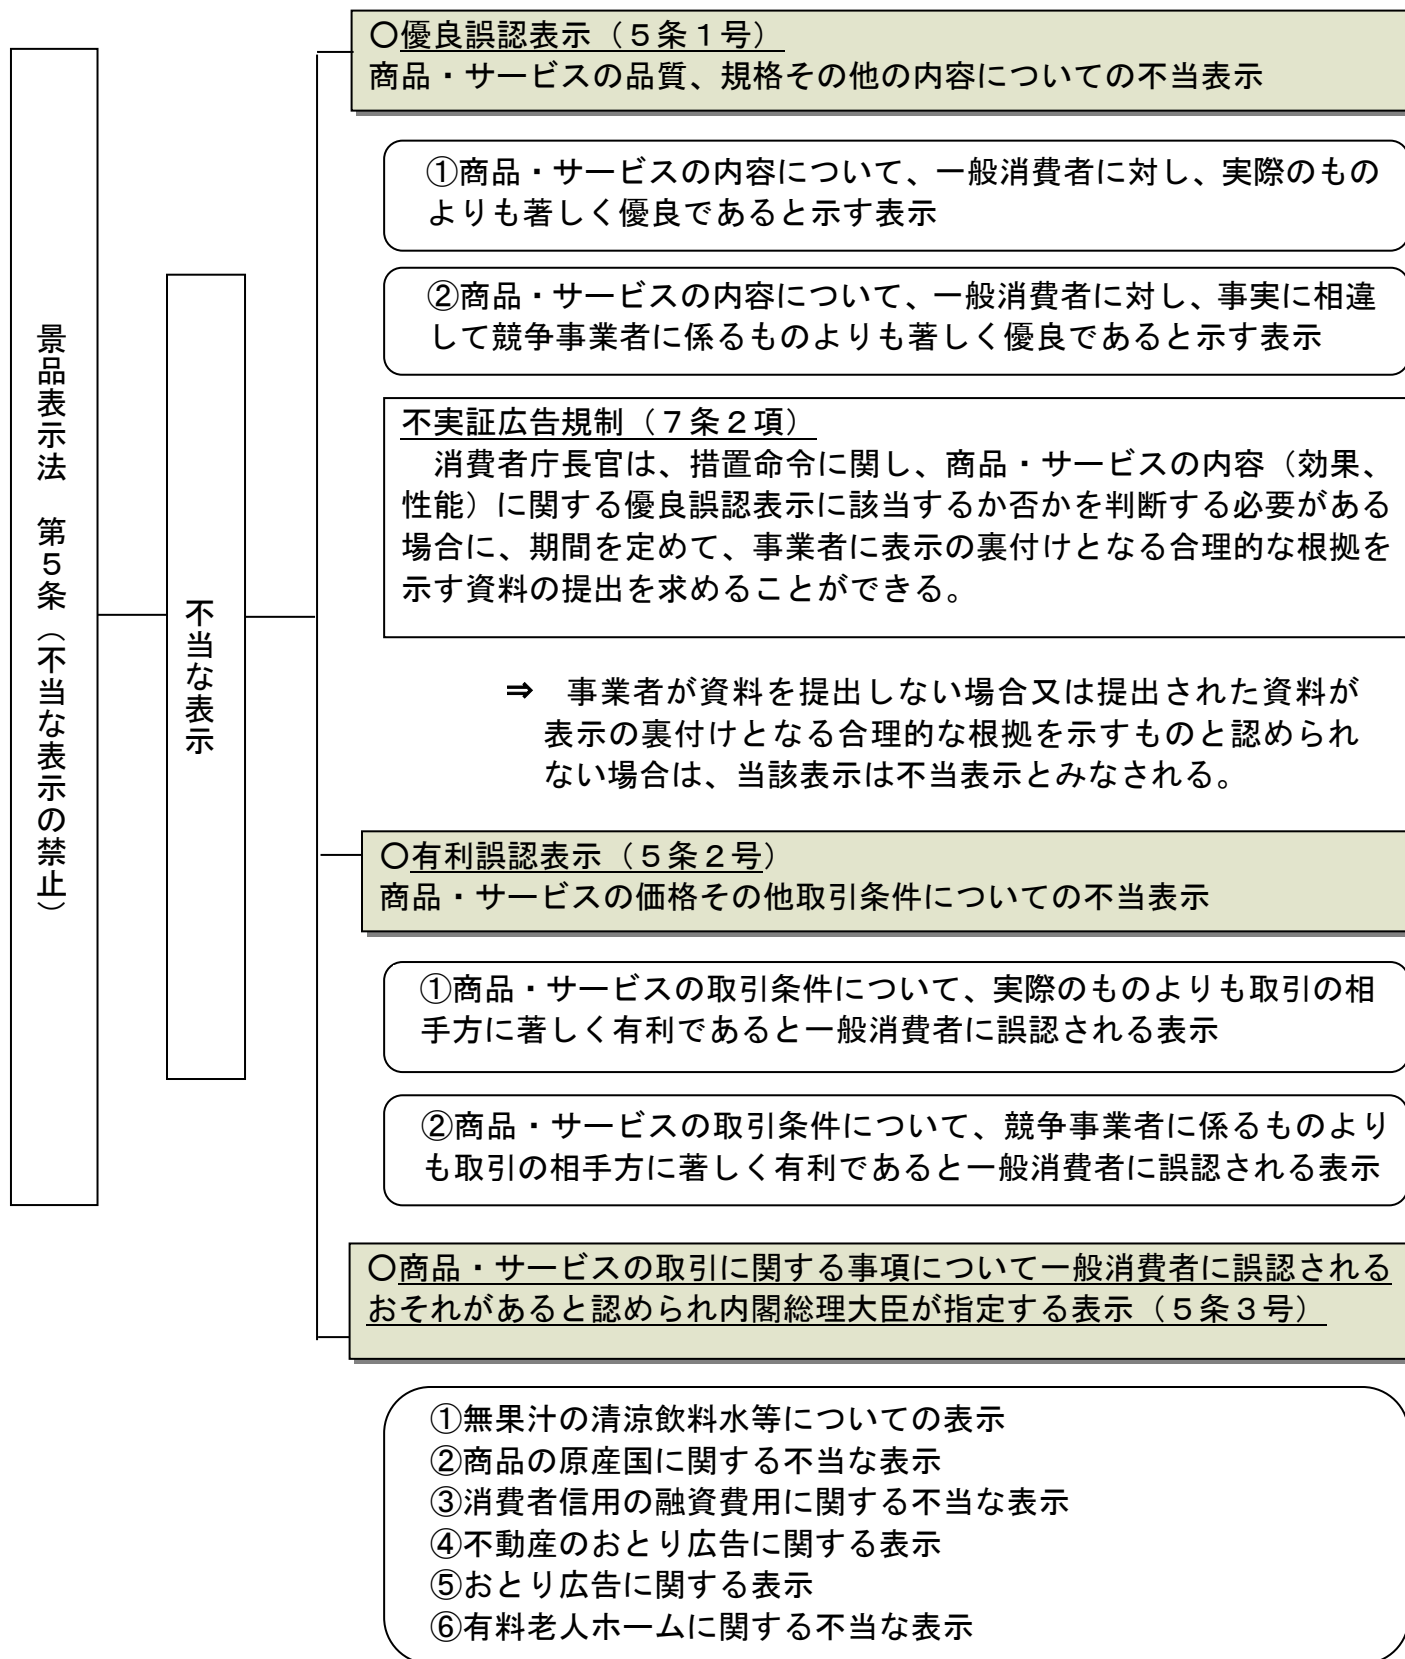 景品表示法　第５条（不当な表示の禁止）
不当な表示
〇優良誤認表示（５条１号）
商品・サービスの品質、規格その他の内容についての不当表示
①商品・サービスの内容について、一般消費者に対し、実際のもの
よりも著しく優良であると示す表示
②商品・サービスの内容について、一般消費者に対し、事実に相違
して競争事業者に係るものよりも著しく優良であると示す表示
不実証広告規制（７条２項）
　消費者庁長官は、措置命令に関し、商品・サービスの内容（効果、
性能）に関する優良誤認表示に該当するか否かを判断する必要がある
場合に、期間を定めて、事業者に表示の裏付けとなる合理的な根拠を
示す資料の提出を求めることができる。
⇒　事業者が資料を提出しない場合又は提出された資料が
表示の裏付けとなる合理的な根拠を示すものと認められ
ない場合は、当該表示は不当表示とみなされる。
〇有利誤認表示（５条２号）
商品・サービスの価格その他取引条件についての不当表示
①商品・サービスの取引条件について、実際のものよりも取引の相
手方に著しく有利であると一般消費者に誤認される表示
②商品・サービスの取引条件について、競争事業者に係るものより
も取引の相手方に著しく有利であると一般消費者に誤認される表示
〇商品・サービスの取引に関する事項について一般消費者に誤認される
おそれがあると認められ内閣総理大臣が指定する表示（５条３号）
①無果汁の清涼飲料水等についての表示
②商品の原産国に関する不当な表示
③消費者信用の融資費用に関する不当な表示
④不動産のおとり広告に関する表示
⑤おとり広告に関する表示
⑥有料老人ホームに関する不当な表示